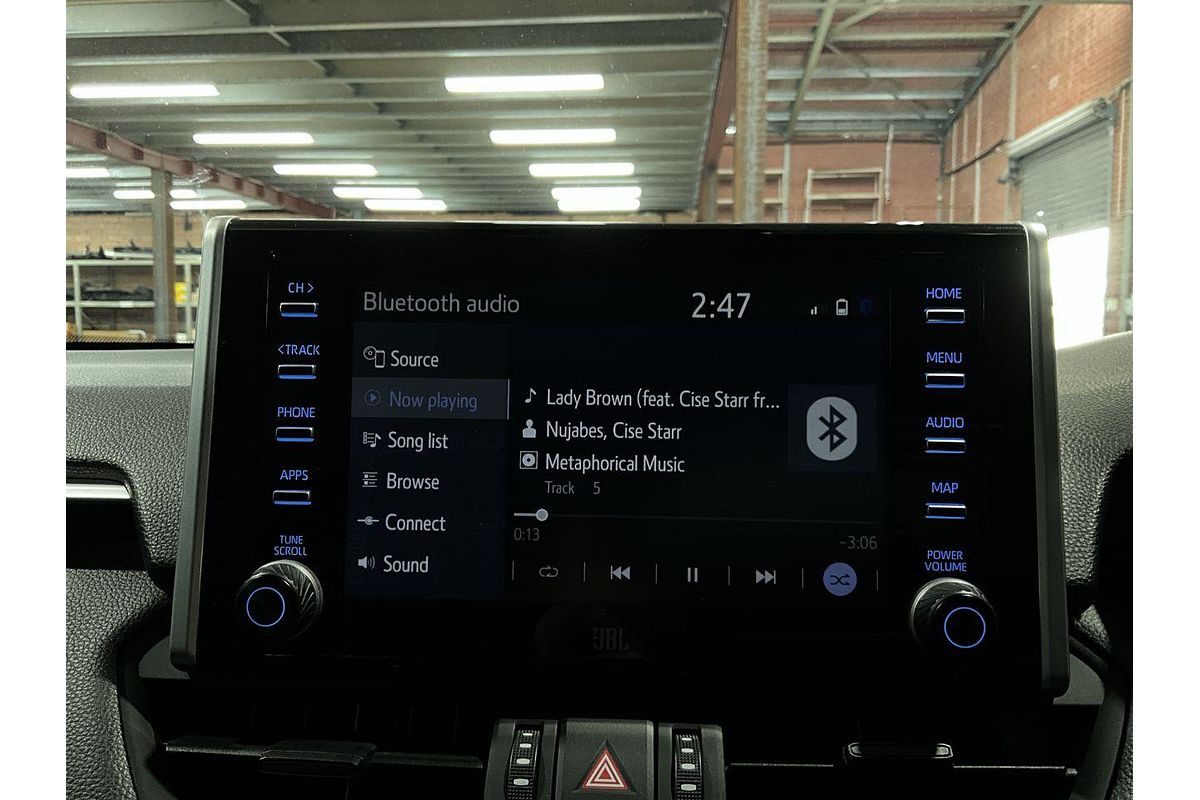 CH >
<TRACK
PHONE
APPS
TUNE
SCROLL
Bluetooth audio
2:47
Source
Now playing
Song list
Browse
Connect
Sound
Lady Brown (feat. Cise Starr fr...
Nujabes, Cise Starr
Metaphorical Music
Track 5
0:13
-3:06
JBL
HOME
MENU
AUDIO
MAP
POWER
VOLUME